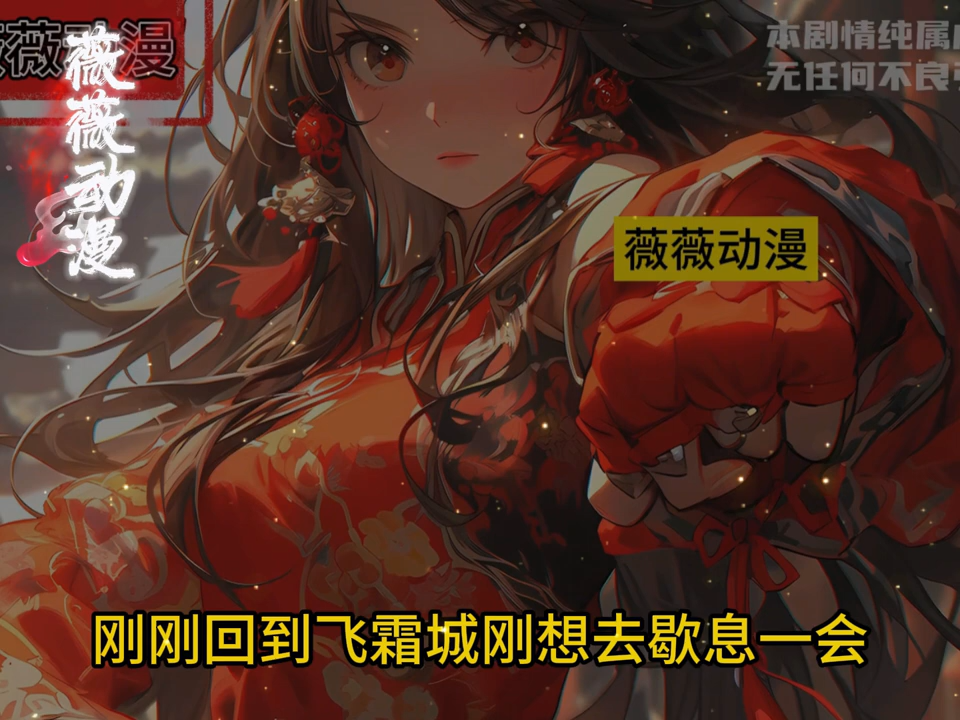 薇薇动漫
本剧情纯属
无任何不良
薇薇动漫
薇薇动漫
刚刚回到飞霜城刚想去歇息一会